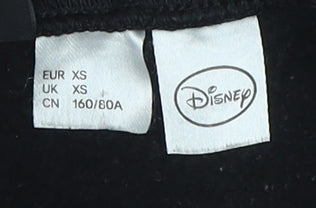 EUR XS
UK XS
CN 160/80A
Disney